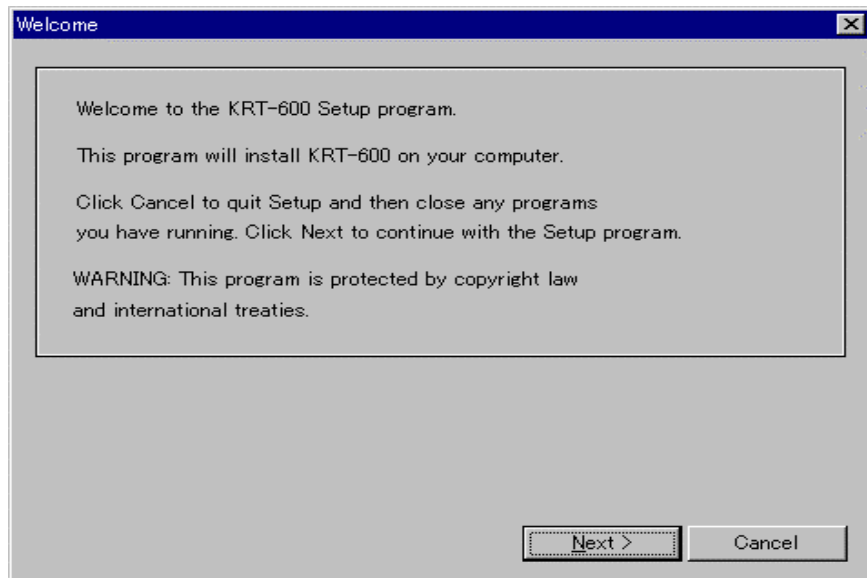 Welcome
Welcome to the KRT-600 Setup program.
This program will install KRT-600 on your computer.
Click Cancel to quit Setup and then close any programs
you have running. Click Next to continue with the Setup program.
WARNING: This program is protected by copyright law
and international treaties.
Next >
Cancel